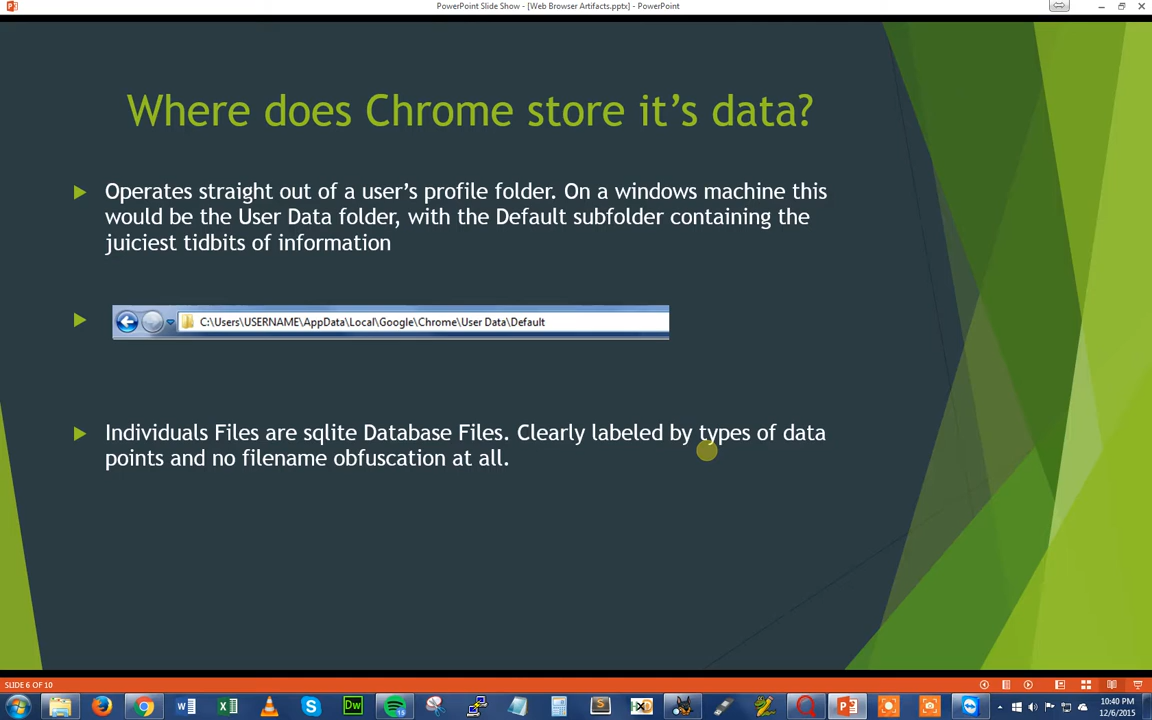 PowerPoint Slide Show - [Web Browser Artifacts.pptx] - PowerPoint
Where does Chrome store it's data?
Operates straight out of a user's profile folder. On a windows machine this
would be the User Data folder, with the Default subfolder containing the
juiciest tidbits of information
C:\Users\USERNAME\AppData\Local\Google\Chrome\User Data\Default
Individuals Files are sqlite Database Files. Clearly labeled by types of data
points and no filename obfuscation at all.
SLIDE 6 OF 10
Dw
15
10:40 PM
12/6/2015